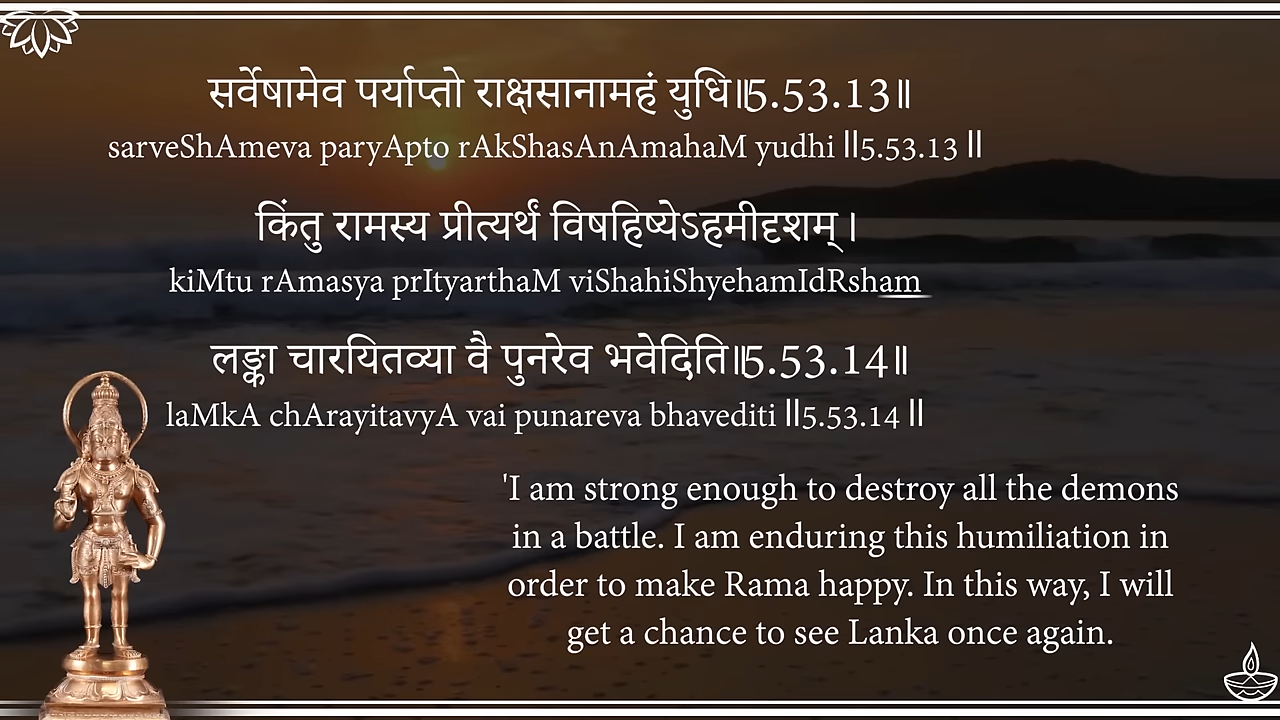 सर्वेषामेव पर्याप्तो राक्षसानामहं युधि॥5.53.13॥
sarveShAmeva paryApto rAkShasAnAmahaM yudhi ॥5.53.13 ॥
किंतु रामस्य प्रीत्यर्थं विषहिष्येऽहमीदृशम् ।
kiMtu rAmasya prItyarthaM viShahiShyehamIdRsham
लङ्का चारयितव्या वै पुनरेव भवेदिति॥5.53.14॥
laMkA chArayitavyA vai punareva bhavediti ॥5.53.14 ॥
'I am strong enough to destroy all the demons
in a battle. I am enduring this humiliation in
order to make Rama happy. In this way, I will
get a chance to see Lanka once again.